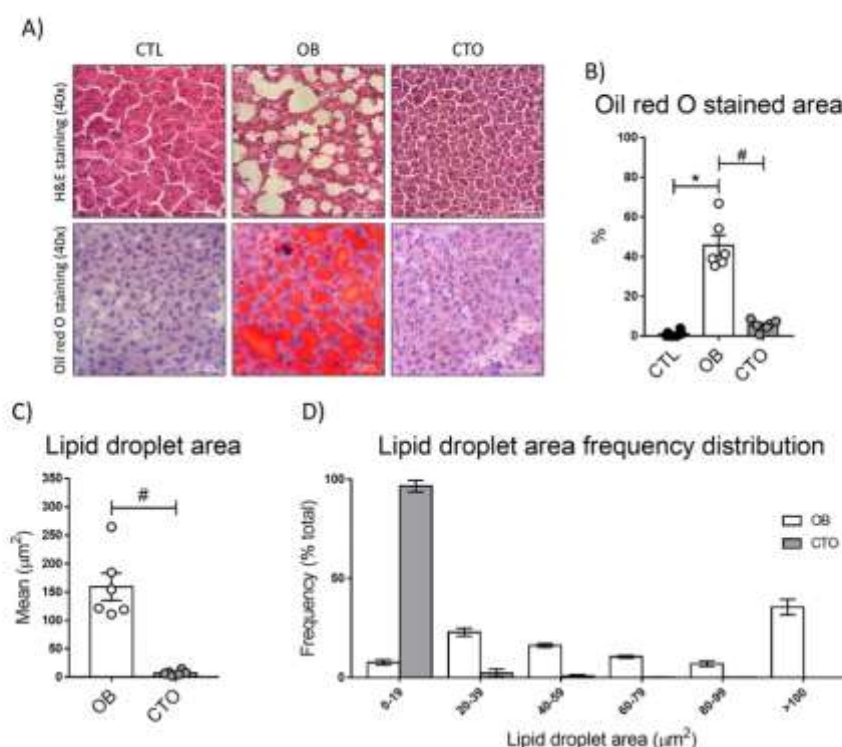 A)
CTL OB CTO
H&E staining (40x)
Oil red O staining (40x)
B)
Oil red O stained area
100
80
60
40
20
0
%
* #
CTL OB CTO
C)
Lipid droplet area
350
300
250
200
150
100
50
0
Mean (μm²)
#
OB CTO
D)
Lipid droplet area frequency distribution
100
50
0
Frequency (% total)
OB
CTO
0-19 20-39 40-59 60-79 80-99 >100
Lipid droplet area (μm²)